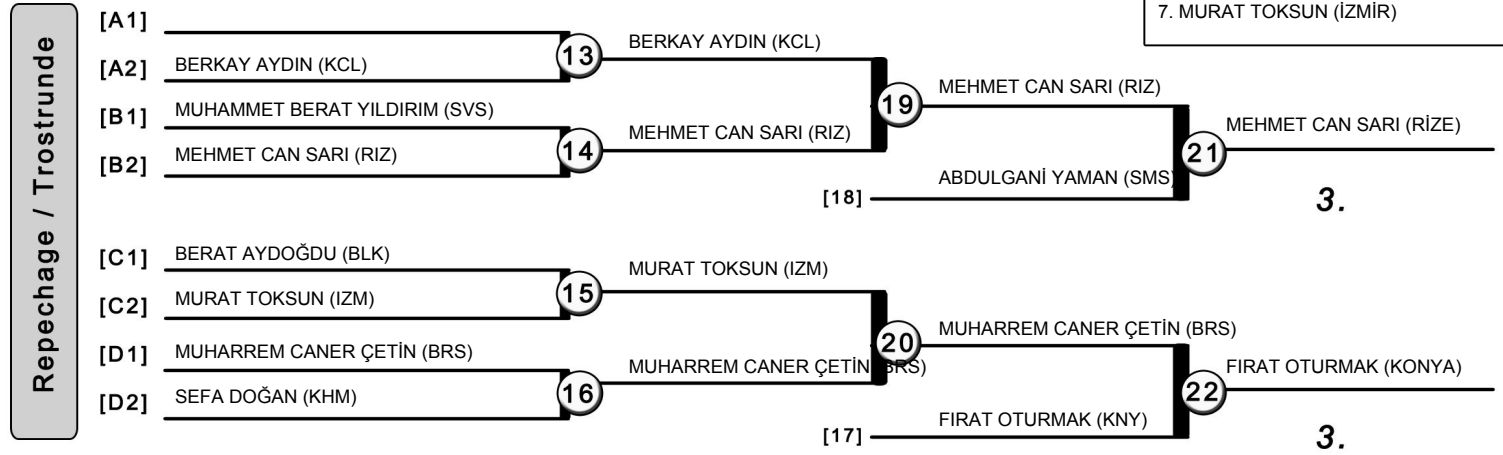 7. MURAT TOKSUN (İZMİR)
Repechage / Trostrunde
[A1]
[A2] BERKAY AYDIN (KCL)
13
BERKAY AYDIN (KCL)
[B1] MUHAMMET BERAT YILDIRIM (SVS)
[B2] MEHMET CAN SARI (RIZ)
14
MEHMET CAN SARI (RIZ)
19
MEHMET CAN SARI (RIZ)
[18] ABDULGANİ YAMAN (SMS)
21
MEHMET CAN SARI (RİZE)
3.
[C1] BERAT AYDOĞDU (BLK)
[C2] MURAT TOKSUN (IZM)
15
MURAT TOKSUN (IZM)
[D1] MUHARREM CANER ÇETİN (BRS)
[D2] SEFA DOĞAN (KHM)
16
MUHARREM CANER ÇETİN (BRS)
20
MUHARREM CANER ÇETİN (BRS)
[17] FIRAT OTURMAK (KNY)
22
FIRAT OTURMAK (KONYA)
3.